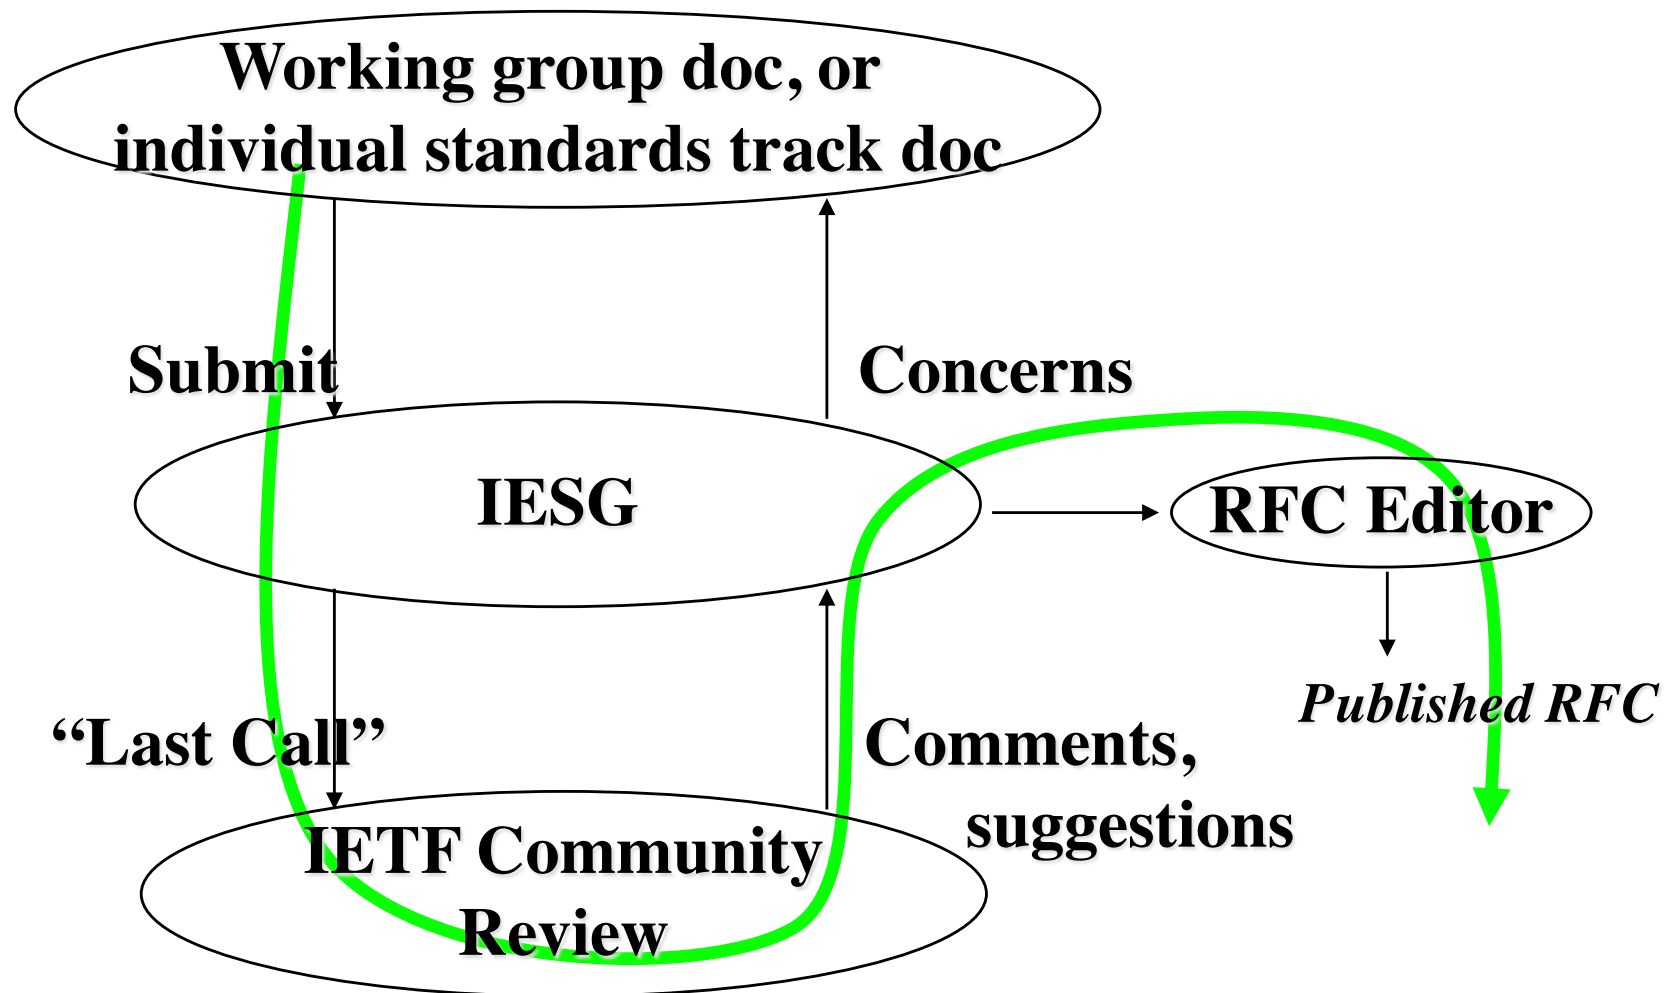 Working group doc, or
individual standards track doc
Submit
Concerns
IESG
RFC Editor
Published RFC
“Last Call”
Comments,
suggestions
IETF Community
Review